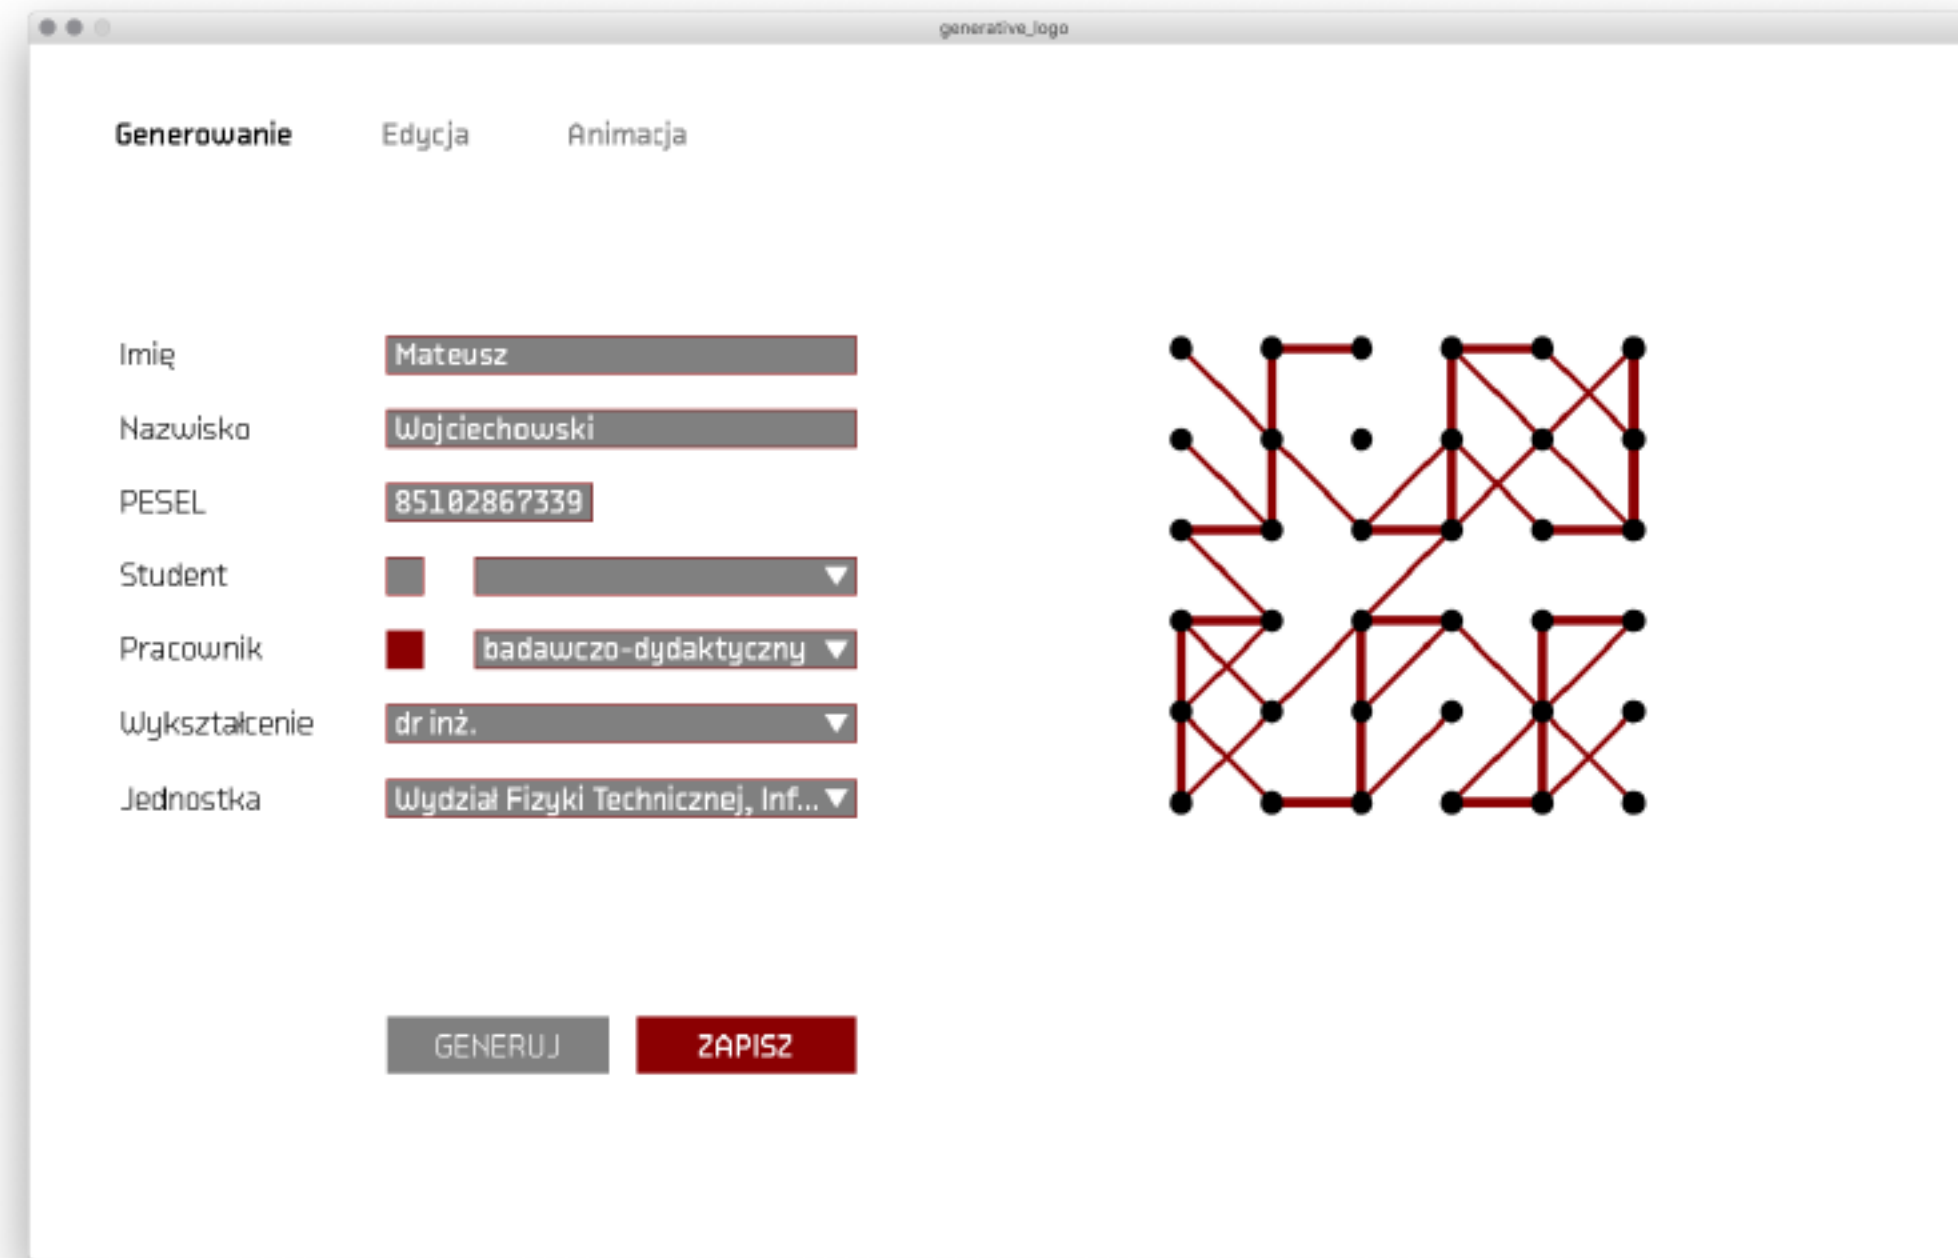 generative_logo
Generowanie Edycja Animacja
Imię Mateusz
Nazwisko Wojciechowski
PESEL 85102867339
Student
Pracownik badawczo-dydaktyczny
Wykształcenie dr inż.
Jednostka Wydział Fizyki Technicznej, Inf...
GENERUJ ZAPISZ